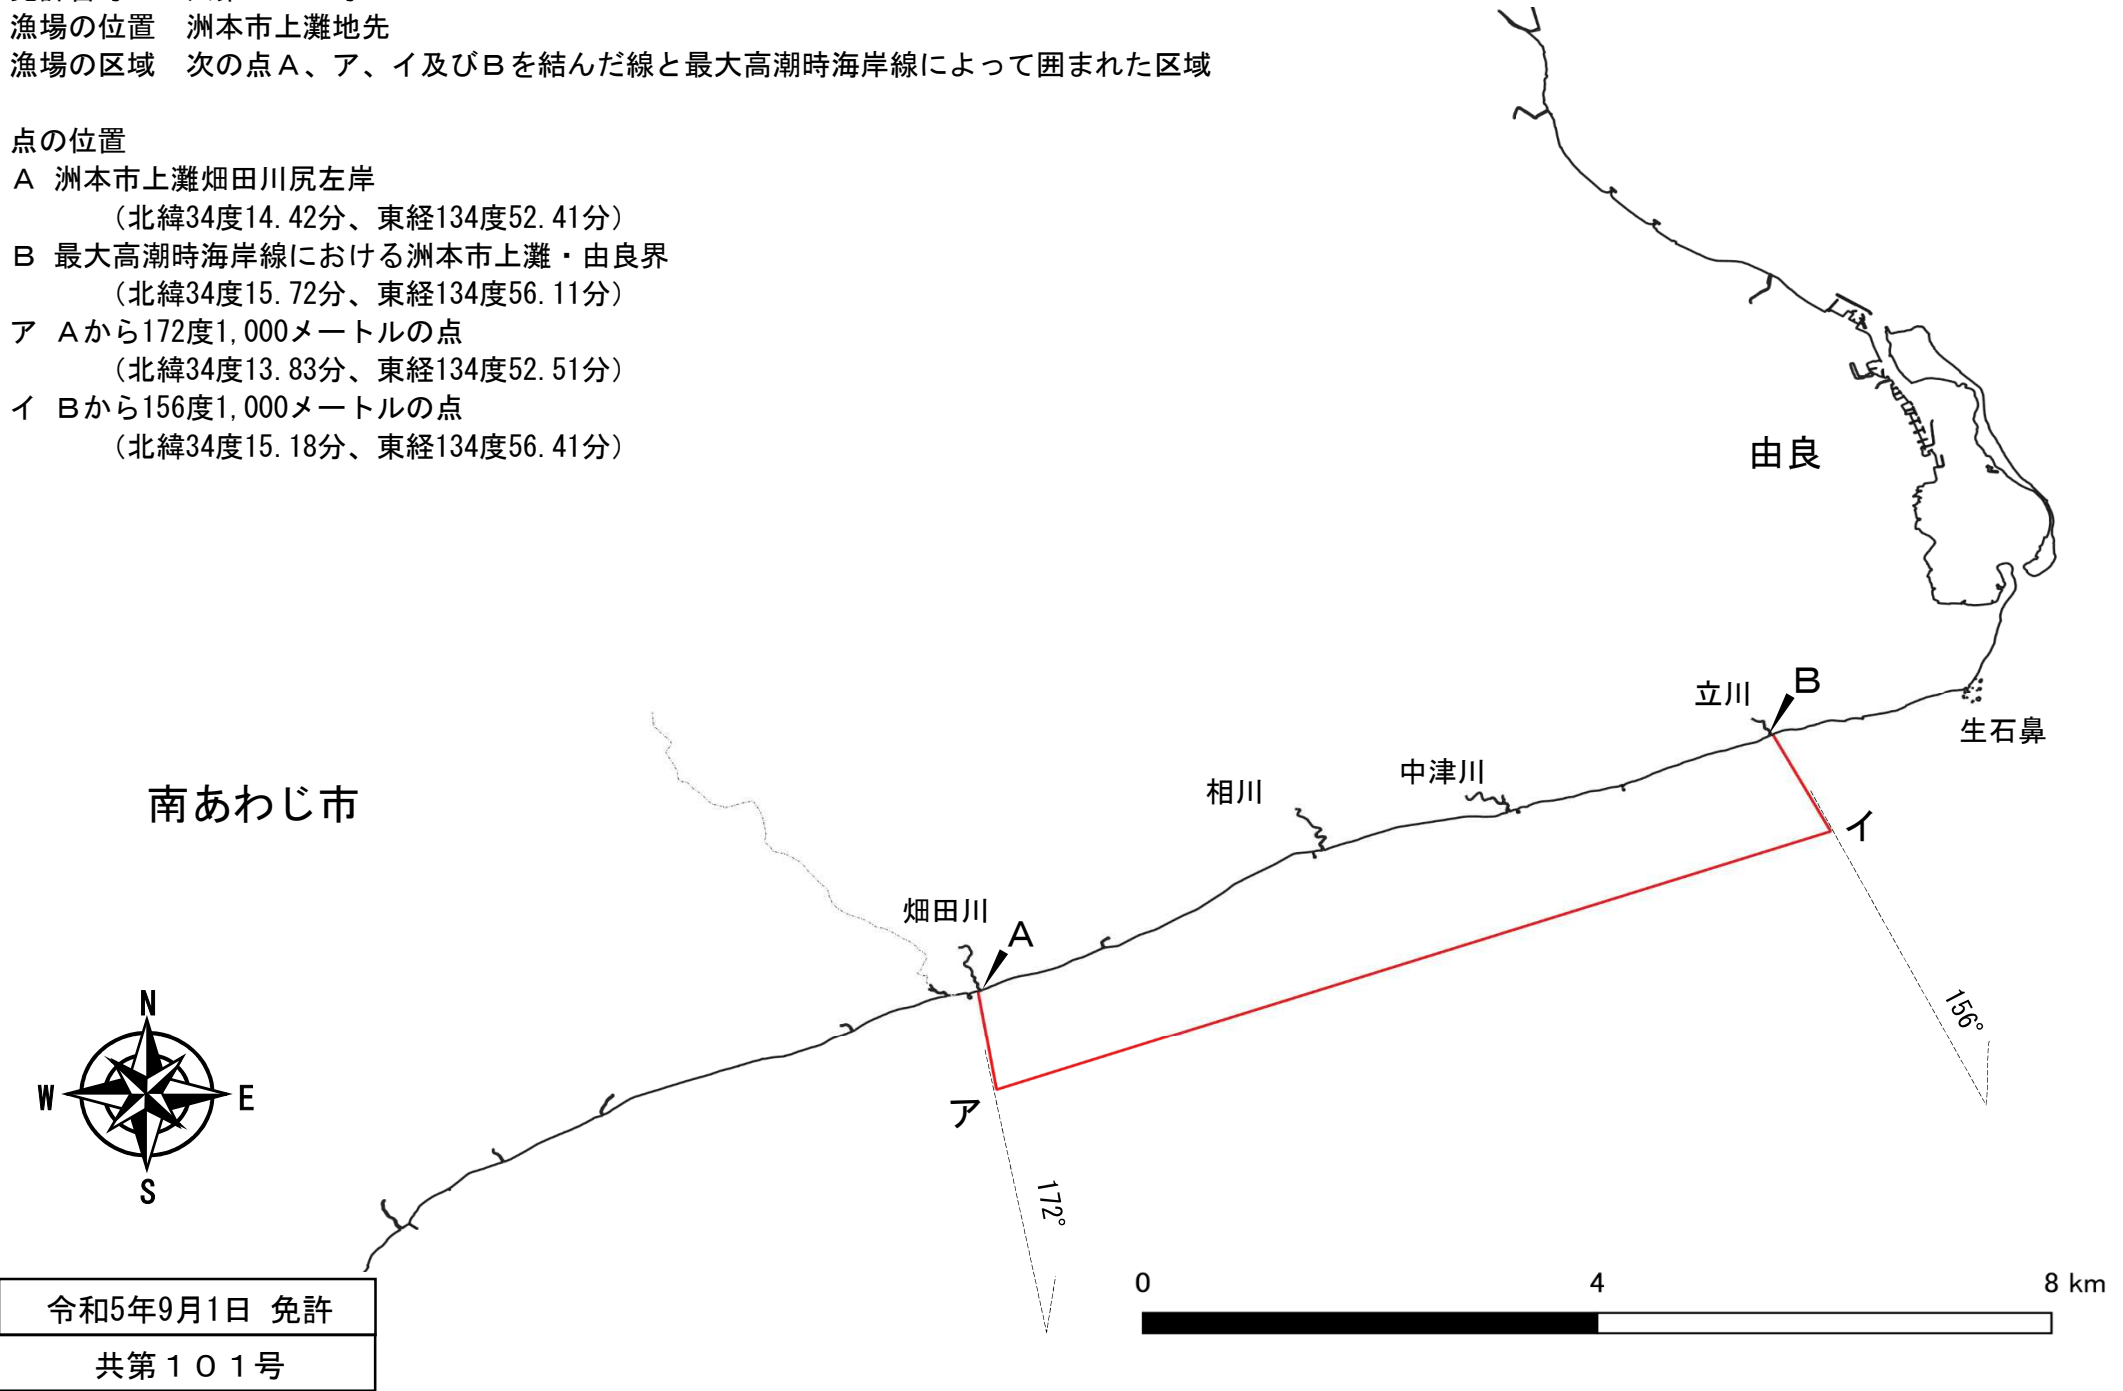 漁場の位置　洲本市上灘地先
漁場の区域　次の点Ａ、ア、イ及びＢを結んだ線と最大高潮時海岸線によって囲まれた区域
点の位置
Ａ 洲本市上灘畑田川尻左岸
（北緯34度14.42分、東経134度52.41分）
Ｂ 最大高潮時海岸線における洲本市上灘・由良界
（北緯34度15.72分、東経134度56.11分）
ア Ａから172度1,000メートルの点
（北緯34度13.83分、東経134度52.51分）
イ Ｂから156度1,000メートルの点
（北緯34度15.18分、東経134度56.41分）
由良
立川
B
生石鼻
中津川
相川
南あわじ市
イ
畑田川
A
156°
N
W
E
S
ア
172°
0
4
8 km
令和5年9月1日 免許
共第１０１号